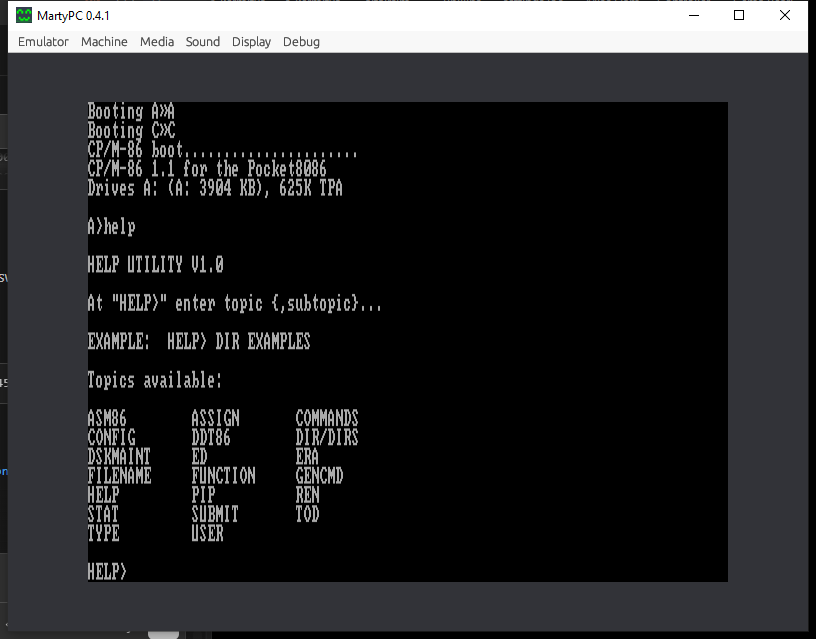 MartyPC 0.4.1
Emulator Machine Media Sound Display Debug
Booting A»A
Booting C»C
CP/M-86 boot......................
CP/M-86 1.1 for the Pocket8086
Drives A: (A: 3904 KB), 625K TPA
A>help
HELP UTILITY V1.0
At "HELP>" enter topic {,subtopic}...
EXAMPLE:  HELP> DIR EXAMPLES
Topics available:
ASM86 ASSIGN COMMANDS
CONFIG DDT86 DIR/DIRS
DSKMAINT ED ERA
FILENAME FUNCTION GENCMD
HELP PIP REN
STAT SUBMIT TOD
TYPE USER
HELP>